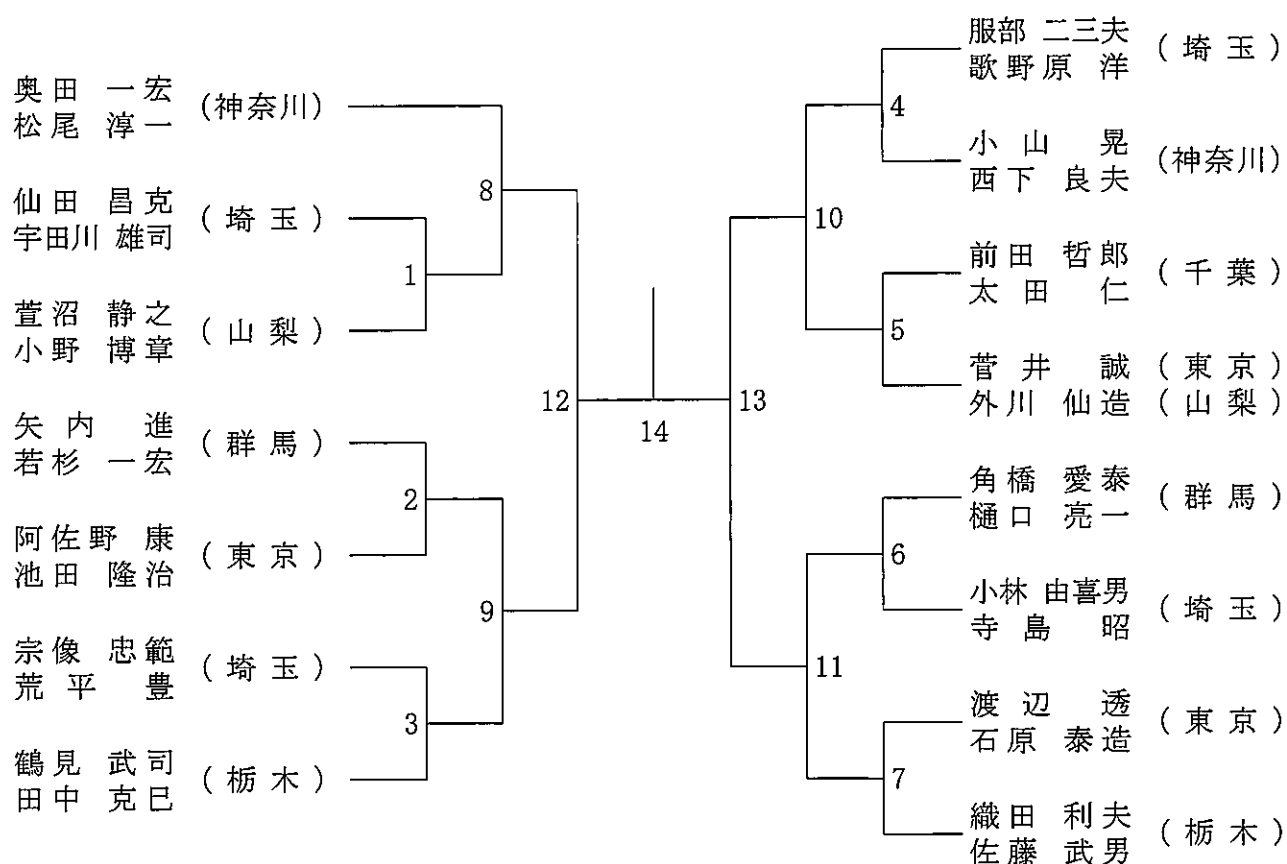 奥田 一宏
松尾 淳一
(神奈川)
仙田 昌克
宇田川 雄司
(埼玉)
萱沼 静之
小野 博章
(山梨)
矢内 進
若杉 一宏
(群馬)
阿佐野 康
池田 隆治
(東京)
宗像 忠範
荒平 豊
(埼玉)
鶴見 武司
田中 克巳
(栃木)
1
2
3
8
9
12
14
13
10
11
4
5
6
7
服部 二三夫
歌野原 洋
(埼玉)
小山 晃
西下 良夫
(神奈川)
前田 哲郎
太田 仁
(千葉)
菅井 誠 (東京)
外川 仙造 (山梨)
角橋 愛泰
樋口 亮一
(群馬)
小林 由喜男
寺島 昭
(埼玉)
渡辺 透
石原 泰造
(東京)
織田 利夫
佐藤 武男
(栃木)